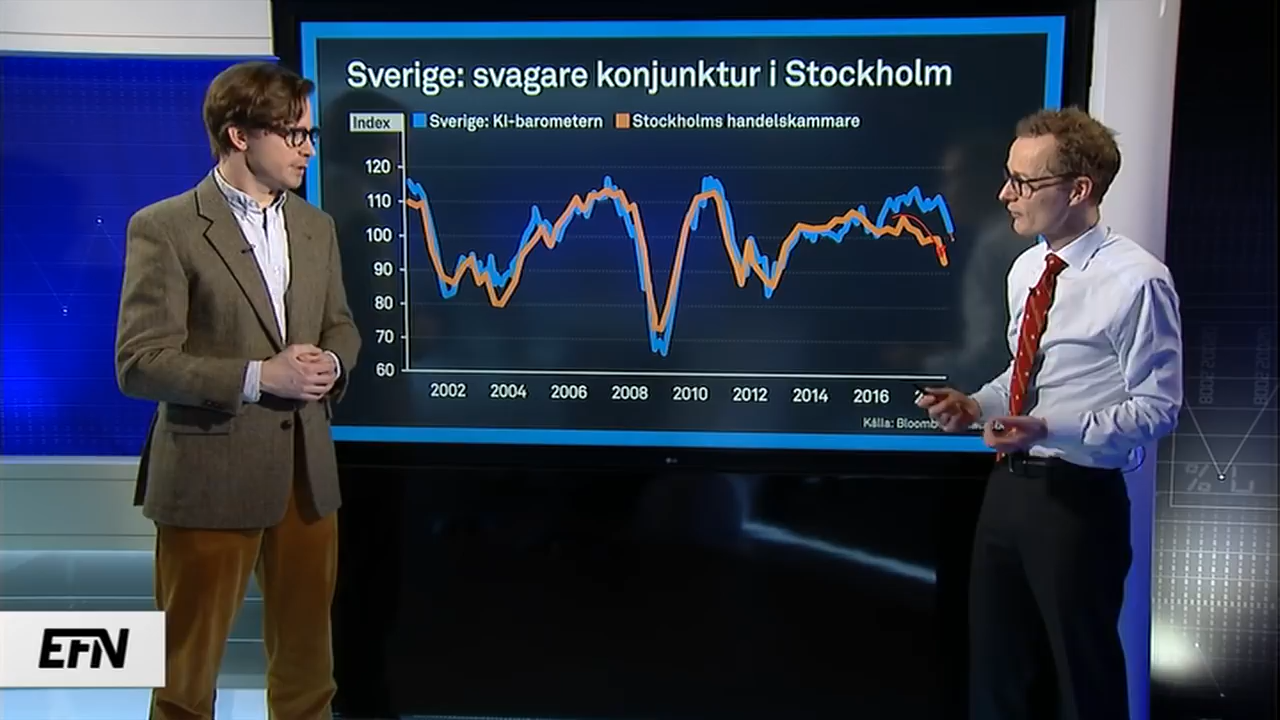 Sverige: svagare konjunktur i Stockholm
Index
Sverige: KI-barometern
Stockholms handelskammare
120
110
100
90
80
70
60
2002 2004 2006 2008 2010 2012 2014 2016
Källa:
EFN